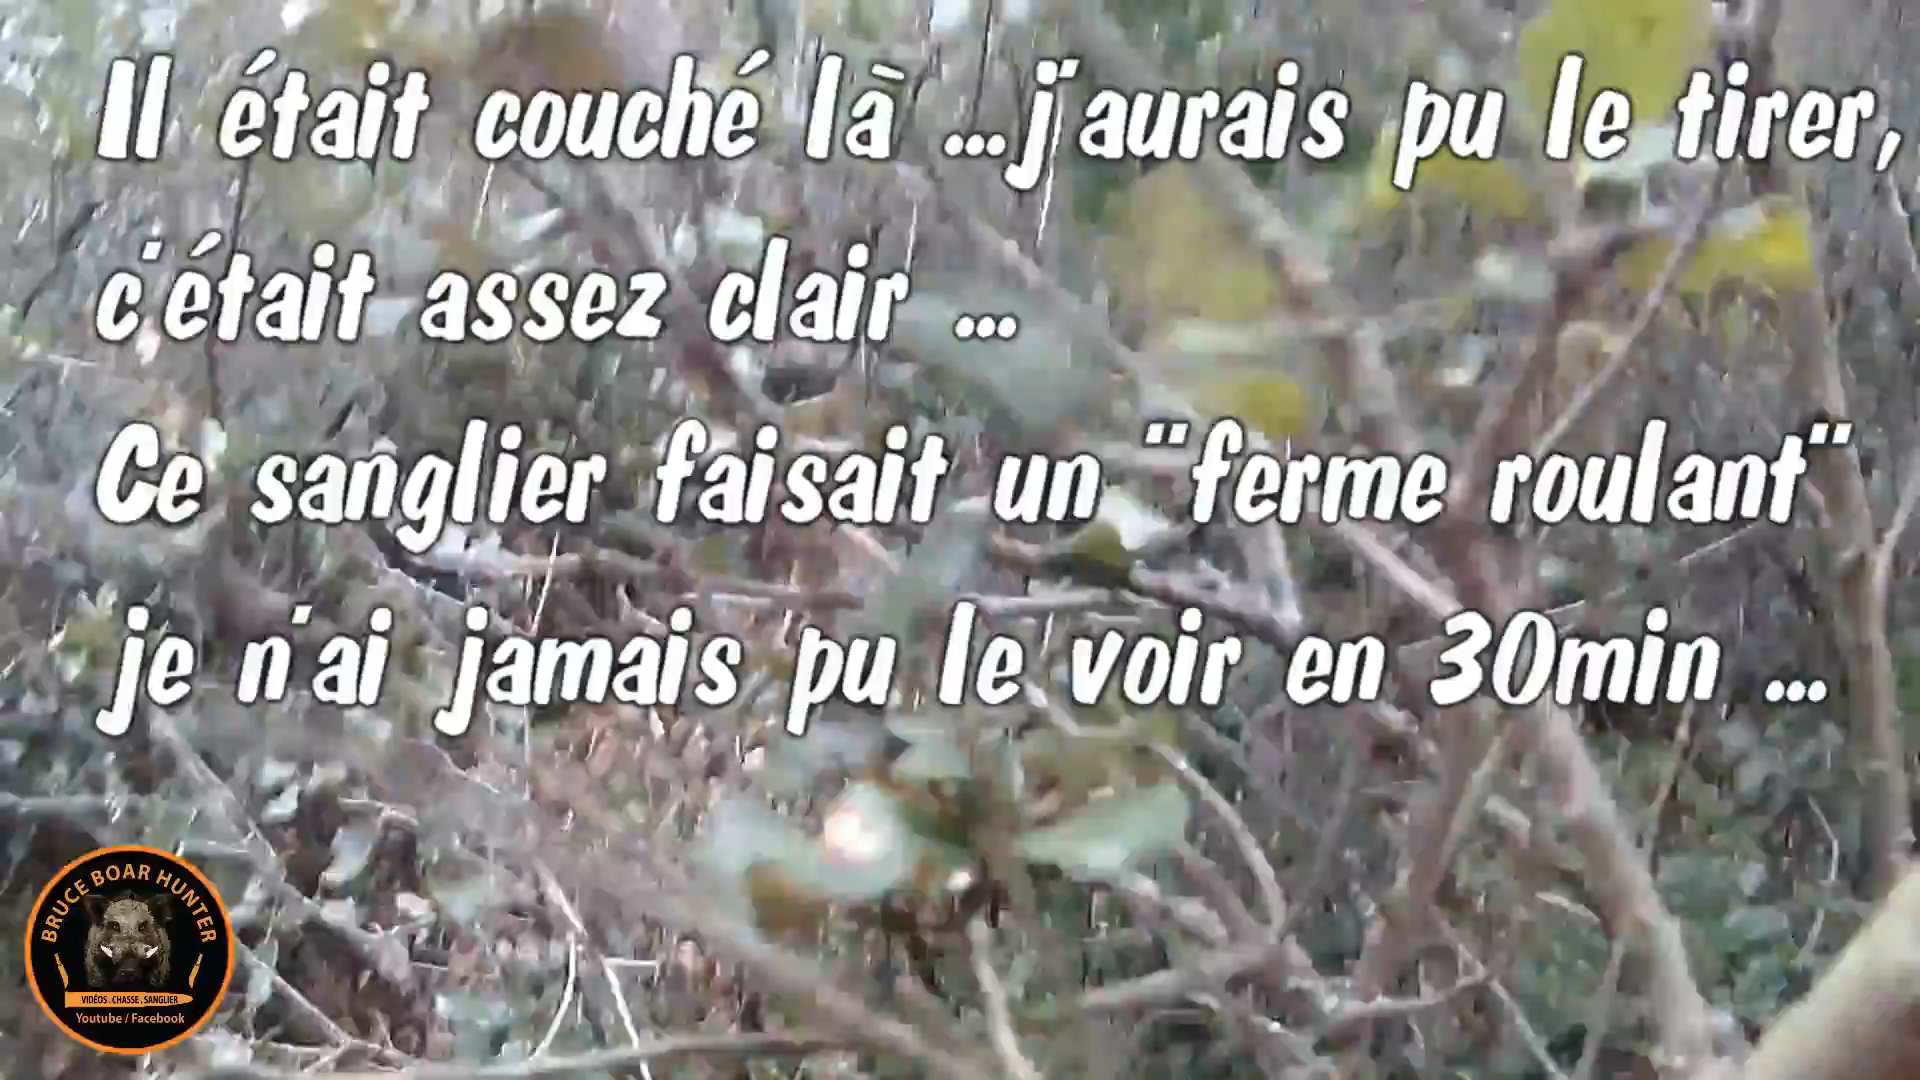 Il était couché là ...j'aurais pu le tirer,
c'était assez clair ...
Ce sanglier faisait un "ferme roulant"
je n'ai jamais pu le voir en 30min ...
BRUCE BOAR HUNTER
VIDÉOS . CHASSE . SANGLIER
Youtube / Facebook